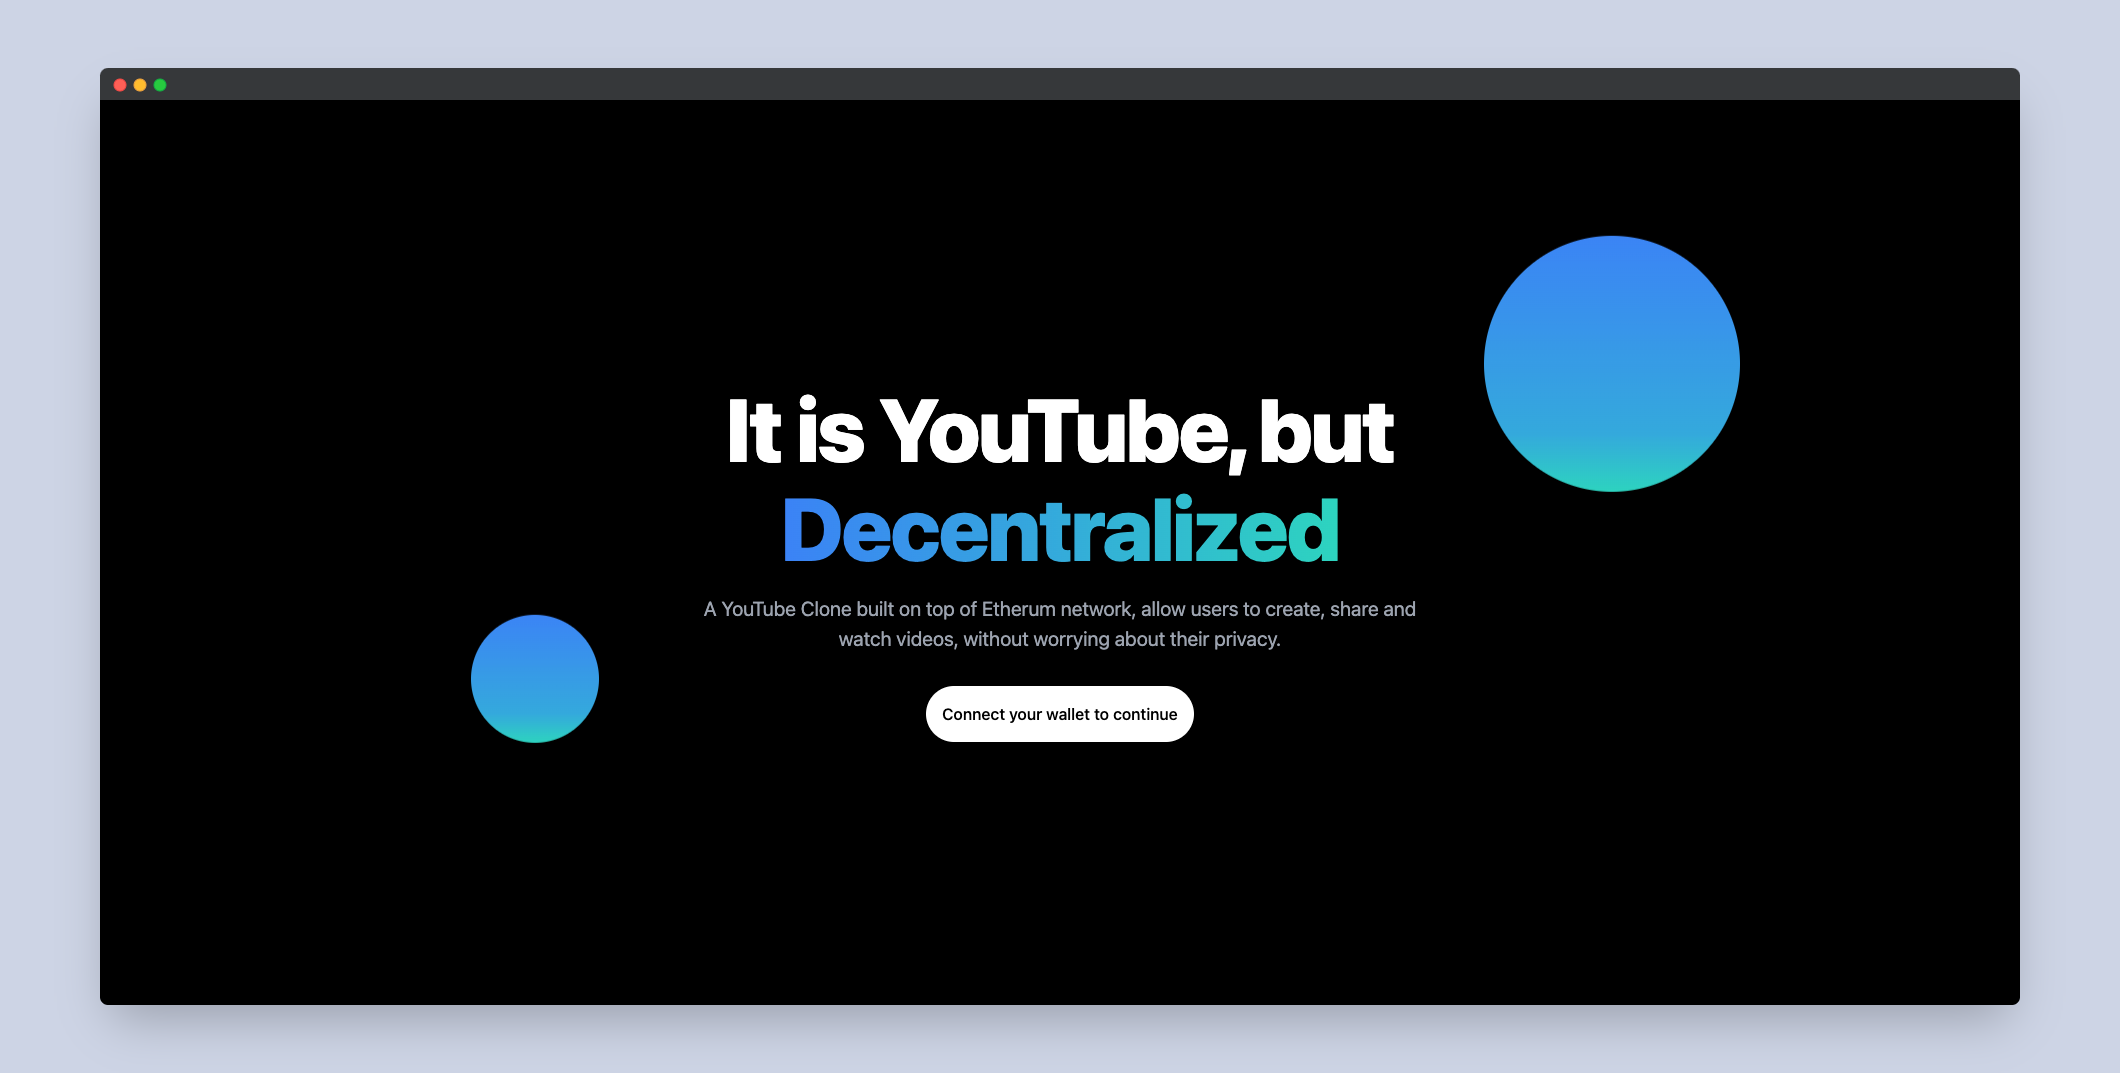 It is YouTube, but
Decentralized
A YouTube Clone built on top of Etherum network, allow users to create, share and
watch videos, without worrying about their privacy.
Connect your wallet to continue